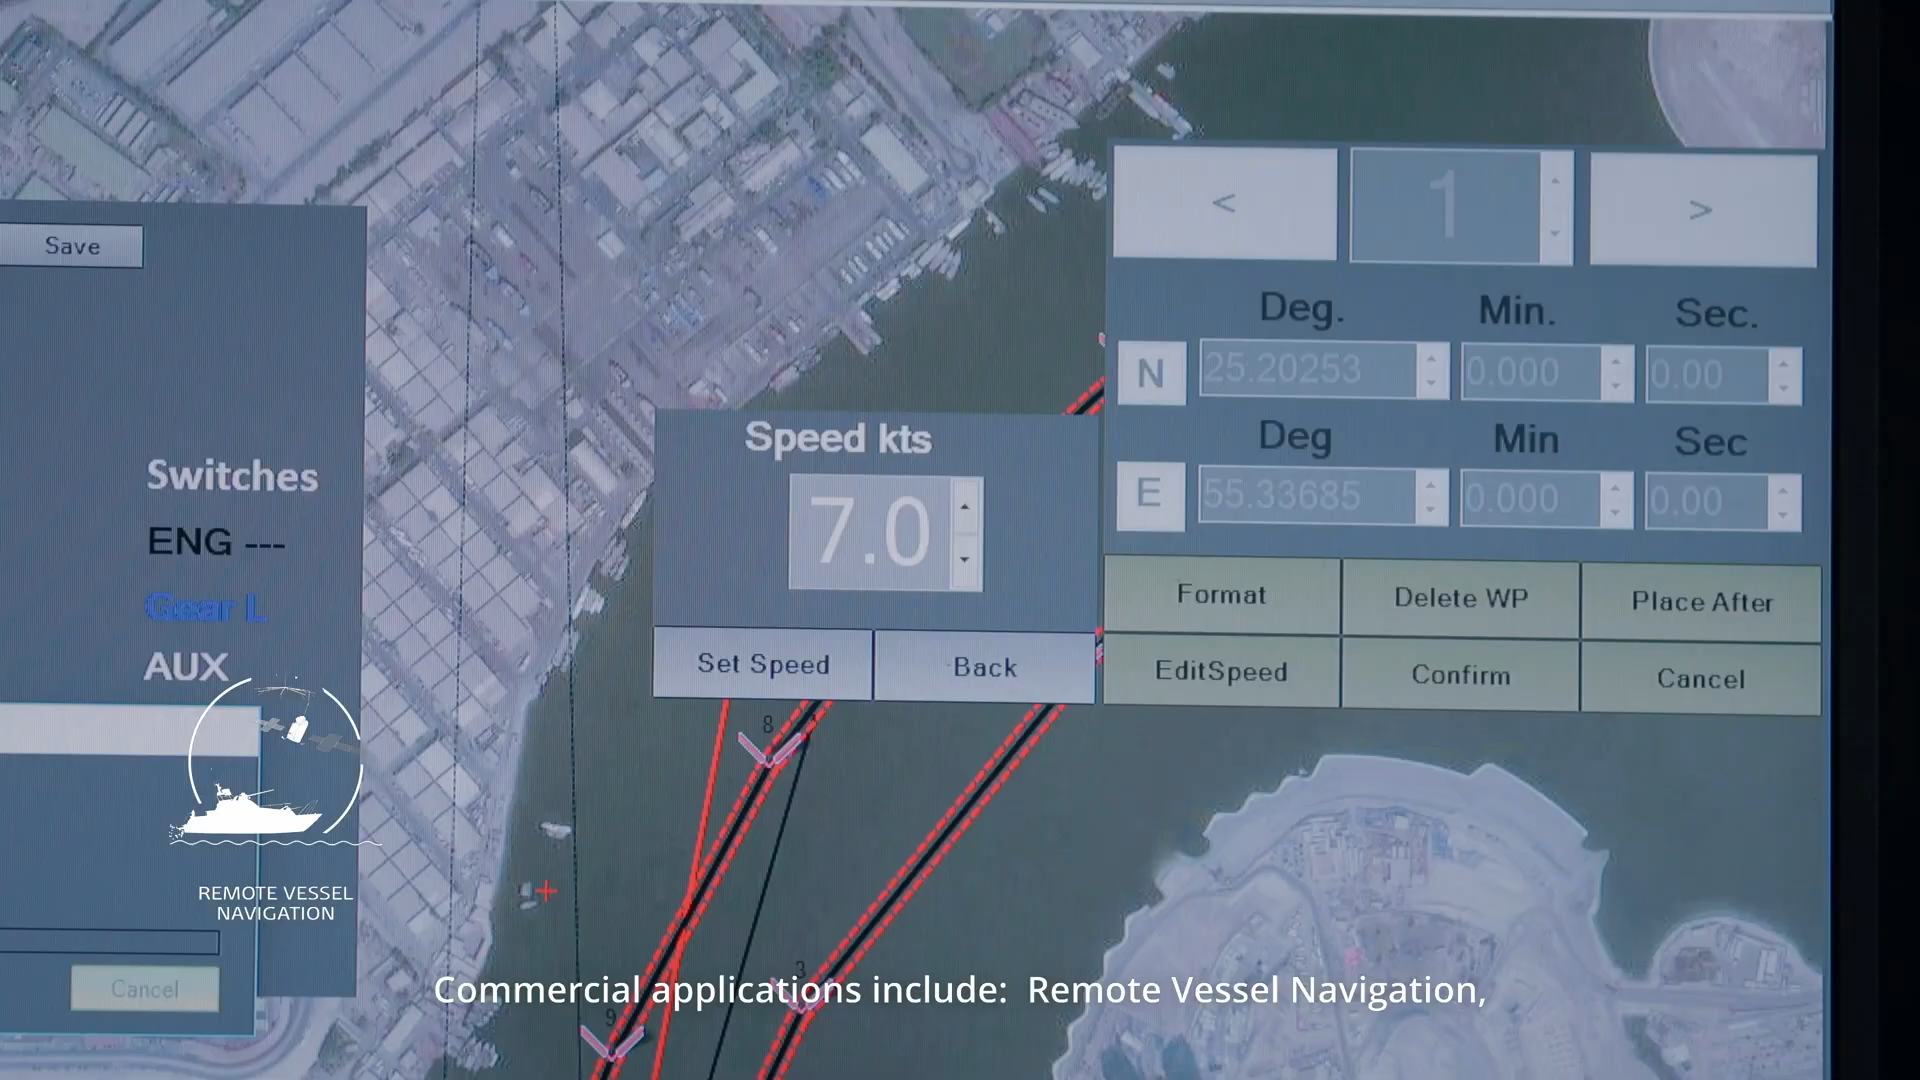 Save
Switches
ENG ---
Gear L
AUX
REMOTE VESSEL
NAVIGATION
Cancel
Speed kts
7.0
Set Speed
Back
8
3
9
<
1
>
Deg.
Min.
Sec.
N
25.20253
0.000
0.00
Deg
Min
Sec
E
55.33685
0.000
0.00
Format
Delete WP
Place After
EditSpeed
Confirm
Cancel
Commercial applications include:  Remote Vessel Navigation,